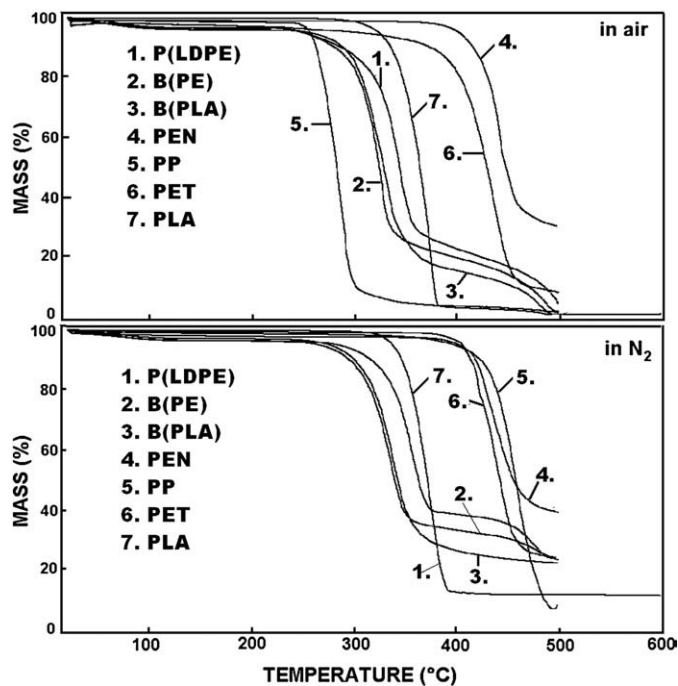 100
in air
1. P(LDPE)
2. B(PE)
3. B(PLA)
4. PEN
5. PP
6. PET
7. PLA
80
60
40
20
0
MASS (%)
1.
2.
3.
4.
5.
6.
7.
100
in N2
1. P(LDPE)
2. B(PE)
3. B(PLA)
4. PEN
5. PP
6. PET
7. PLA
80
60
40
20
0
MASS (%)
7.
5.
6.
4.
2.
1.
3.
100 200 300 400 500 600
TEMPERATURE (°C)